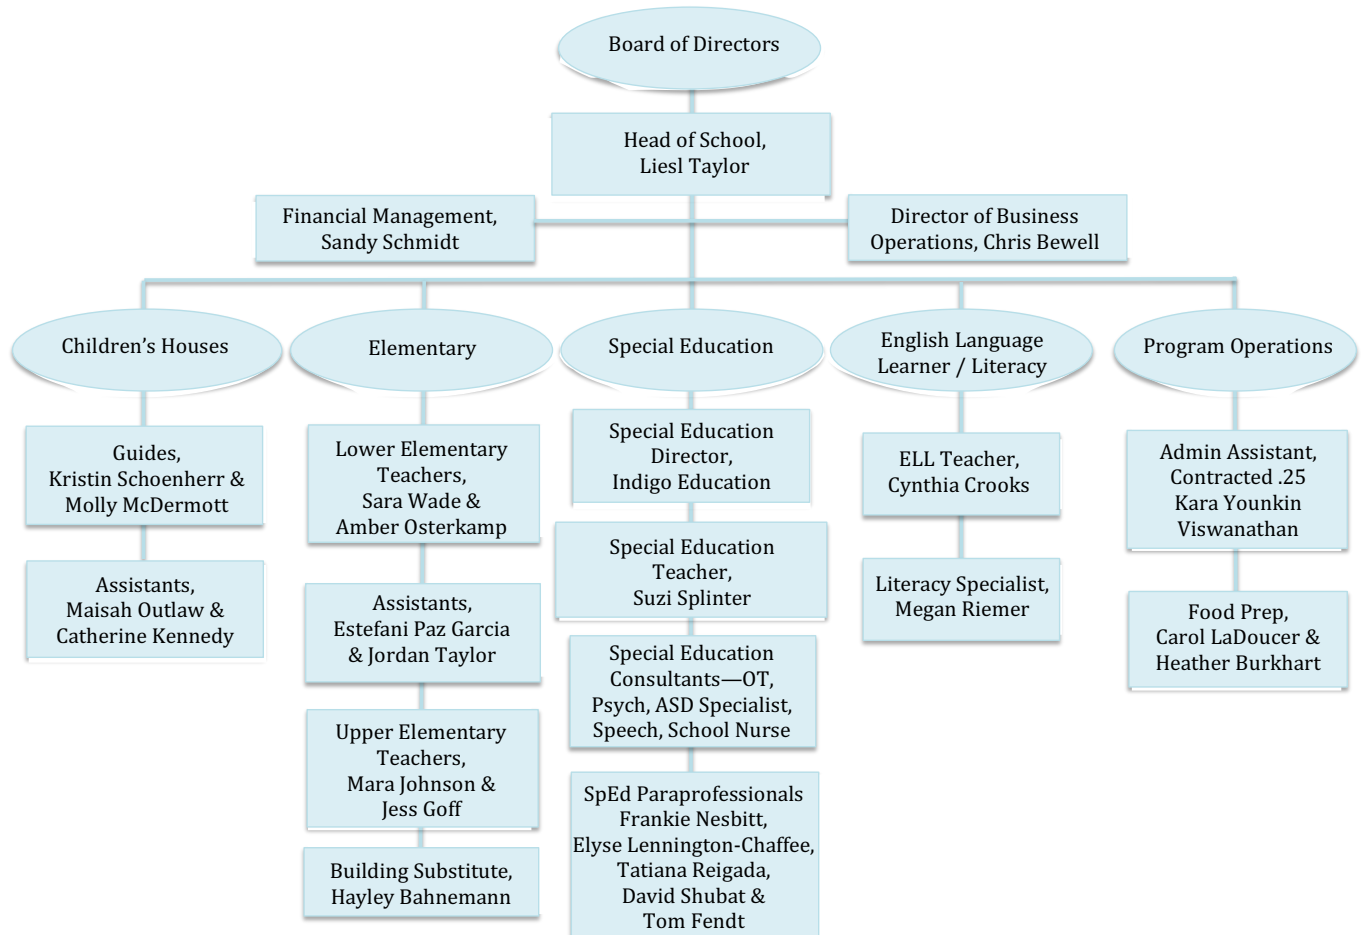 Board of Directors
Head of School,
Liesl Taylor
Financial Management,
Sandy Schmidt
Director of Business
Operations, Chris Bewell
Children’s Houses
Elementary
Special Education
English Language
Learner / Literacy
Program Operations
Guides,
Kristin Schoenherr &
Molly McDermott
Assistants,
Maisah Outlaw &
Catherine Kennedy
Lower Elementary
Teachers,
Sara Wade &
Amber Osterkamp
Assistants,
Estefani Paz Garcia
& Jordan Taylor
Upper Elementary
Teachers,
Mara Johnson &
Jess Goff
Building Substitute,
Hayley Bahnemann
Special Education
Director,
Indigo Education
Special Education
Teacher,
Suzi Splinter
Special Education
Consultants—OT,
Psych, ASD Specialist,
Speech, School Nurse
SpEd Paraprofessionals
Frankie Nesbitt,
Elyse Lennington-Chaffee,
Tatiana Reigada,
David Shubat &
Tom Fendt
ELL Teacher,
Cynthia Crooks
Literacy Specialist,
Megan Riemer
Admin Assistant,
Contracted .25
Kara Younkin
Viswanathan
Food Prep,
Carol LaDoucer &
Heather Burkhart